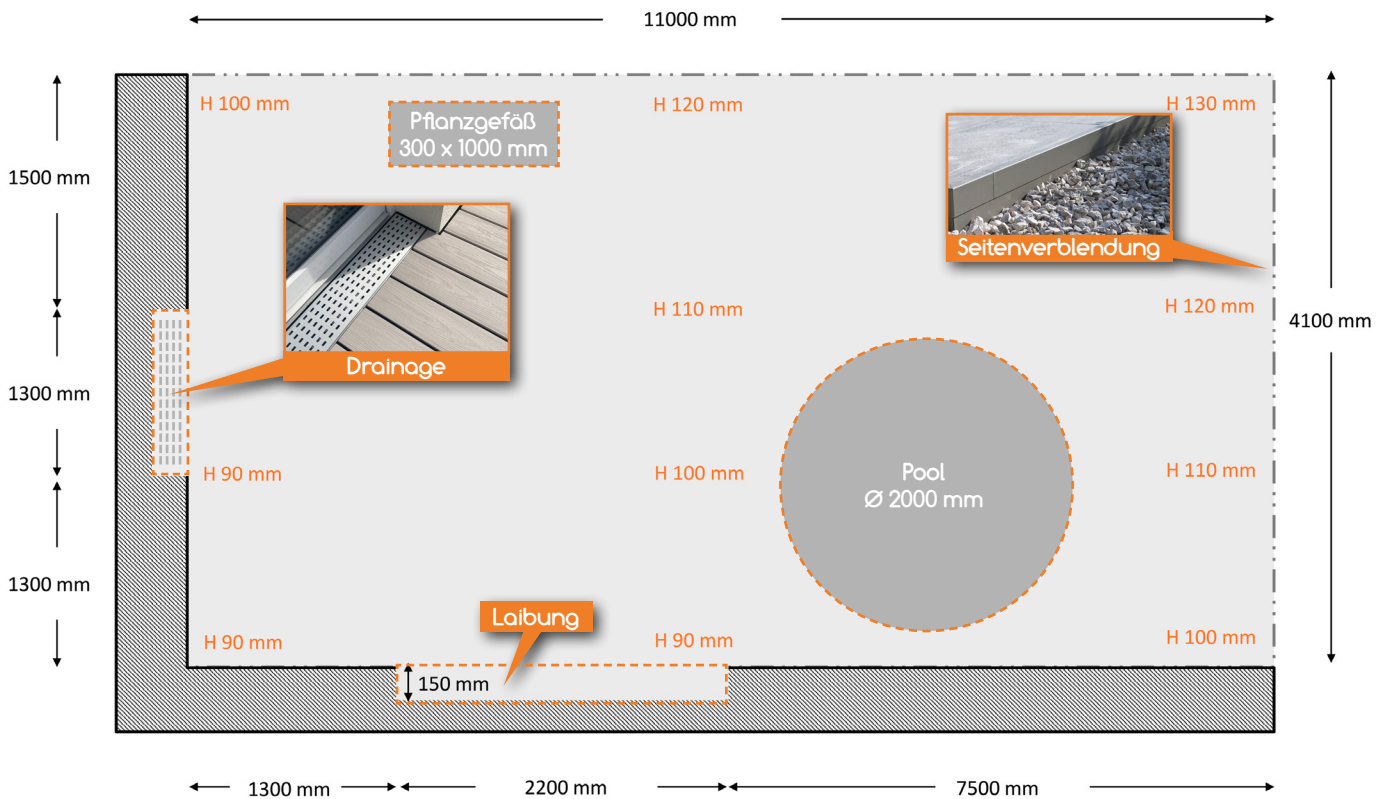 11000 mm
H 100 mm
H 120 mm
H 130 mm
Pflanzgefäß
300 x 1000 mm
1500 mm
Seitenverblendung
H 110 mm
H 120 mm
4100 mm
Drainage
1300 mm
H 90 mm
H 100 mm
Pool
Ø 2000 mm
H 110 mm
1300 mm
Laibung
H 90 mm
H 90 mm
H 100 mm
150 mm
1300 mm
2200 mm
7500 mm